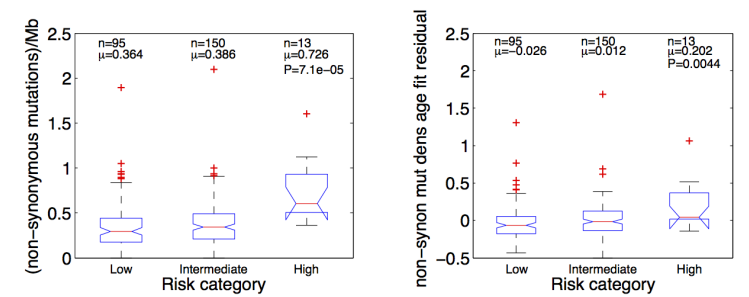 (non−synonymous mutations)/Mb
2.5
2
1.5
1
0.5
0
n=95
μ=0.364
n=150
μ=0.386
n=13
μ=0.726
P=7.1e−05
Low
Intermediate
High
Risk category
non−synon mut dens age fit residual
2.5
2
1.5
1
0.5
0
−0.5
n=95
μ=−0.026
n=150
μ=0.012
n=13
μ=0.202
P=0.0044
Low
Intermediate
High
Risk category